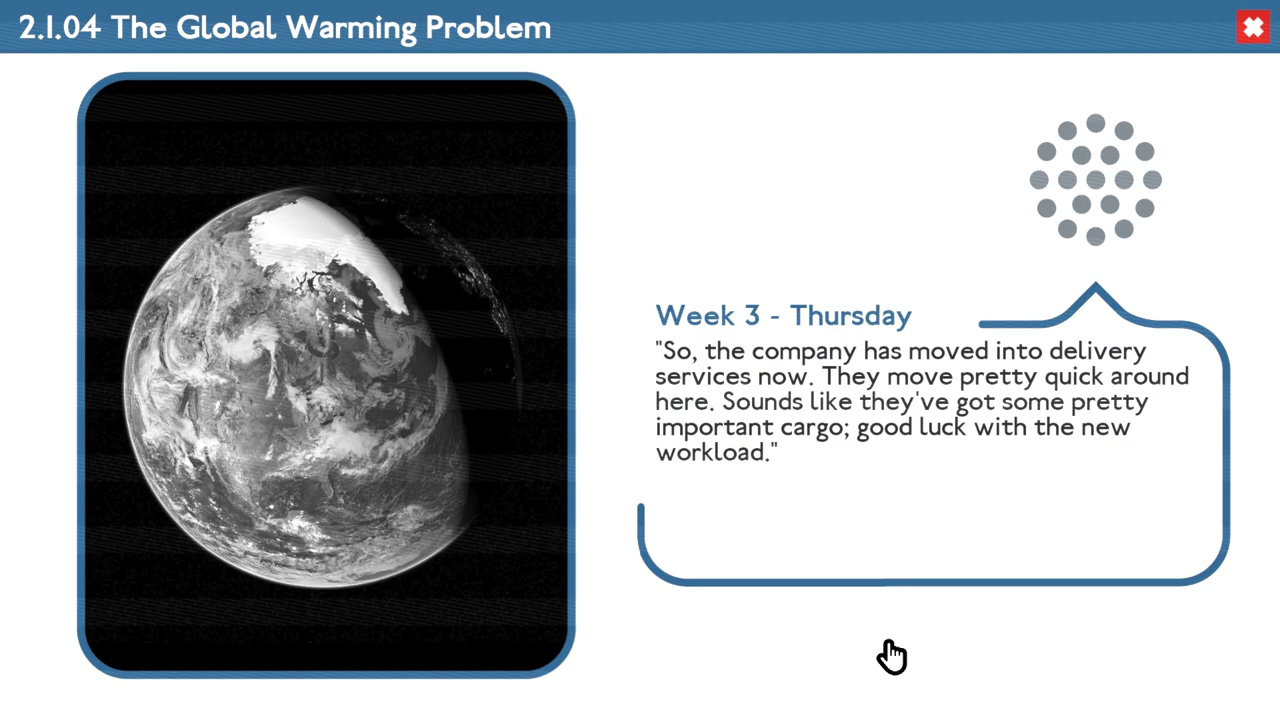 2.1.04 The Global Warming Problem
Week 3 - Thursday
"So, the company has moved into delivery
services now. They move pretty quick around
here. Sounds like they've got some pretty
important cargo; good luck with the new
workload."